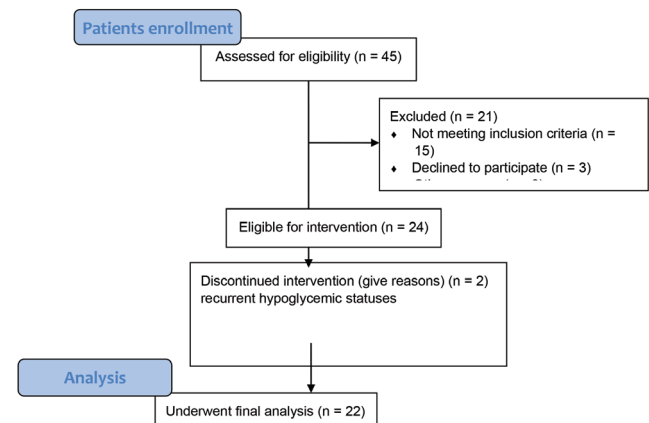 Patients enrollment
Assessed for eligibility (n = 45)
Excluded (n = 21)
♦ Not meeting inclusion criteria (n =
15)
♦ Declined to participate (n = 3)
Eligible for intervention (n = 24)
Discontinued intervention (give reasons) (n = 2)
recurrent hypoglycemic statuses
Analysis
Underwent final analysis (n = 22)